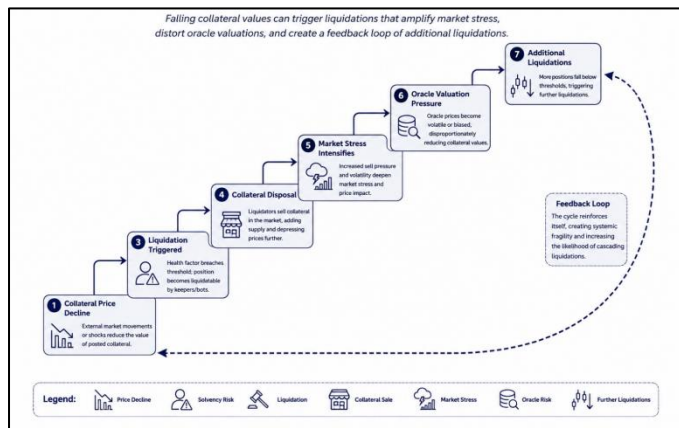 Falling collateral values can trigger liquidations that amplify market stress,
distort oracle valuations, and create a feedback loop of additional liquidations.
7 Additional
Liquidations
More positions fall below
thresholds, triggering
further liquidations.
6 Oracle Valuation
Pressure
Oracle prices become
volatile or biased,
disproportionately
reducing collateral values.
5 Market Stress
Intensifies
Increased sell pressure
and volatility deepen
market stress and
price impact.
4 Collateral Disposal
Liquidators sell collateral
in the market, adding
supply and depressing
prices further.
3 Liquidation
Triggered
Health factor breaches
threshold; position
becomes liquidatable
by keepers/bots.
1 Collateral Price
Decline
External market movements
or shocks reduce the value
of posted collateral.
Feedback Loop
The cycle reinforces
itself, creating systemic
fragility and increasing
the likelihood of cascading
liquidations.
Legend:
Price Decline
Solvency Risk
Liquidation
Collateral Sale
Market Stress
Oracle Risk
Further Liquidations